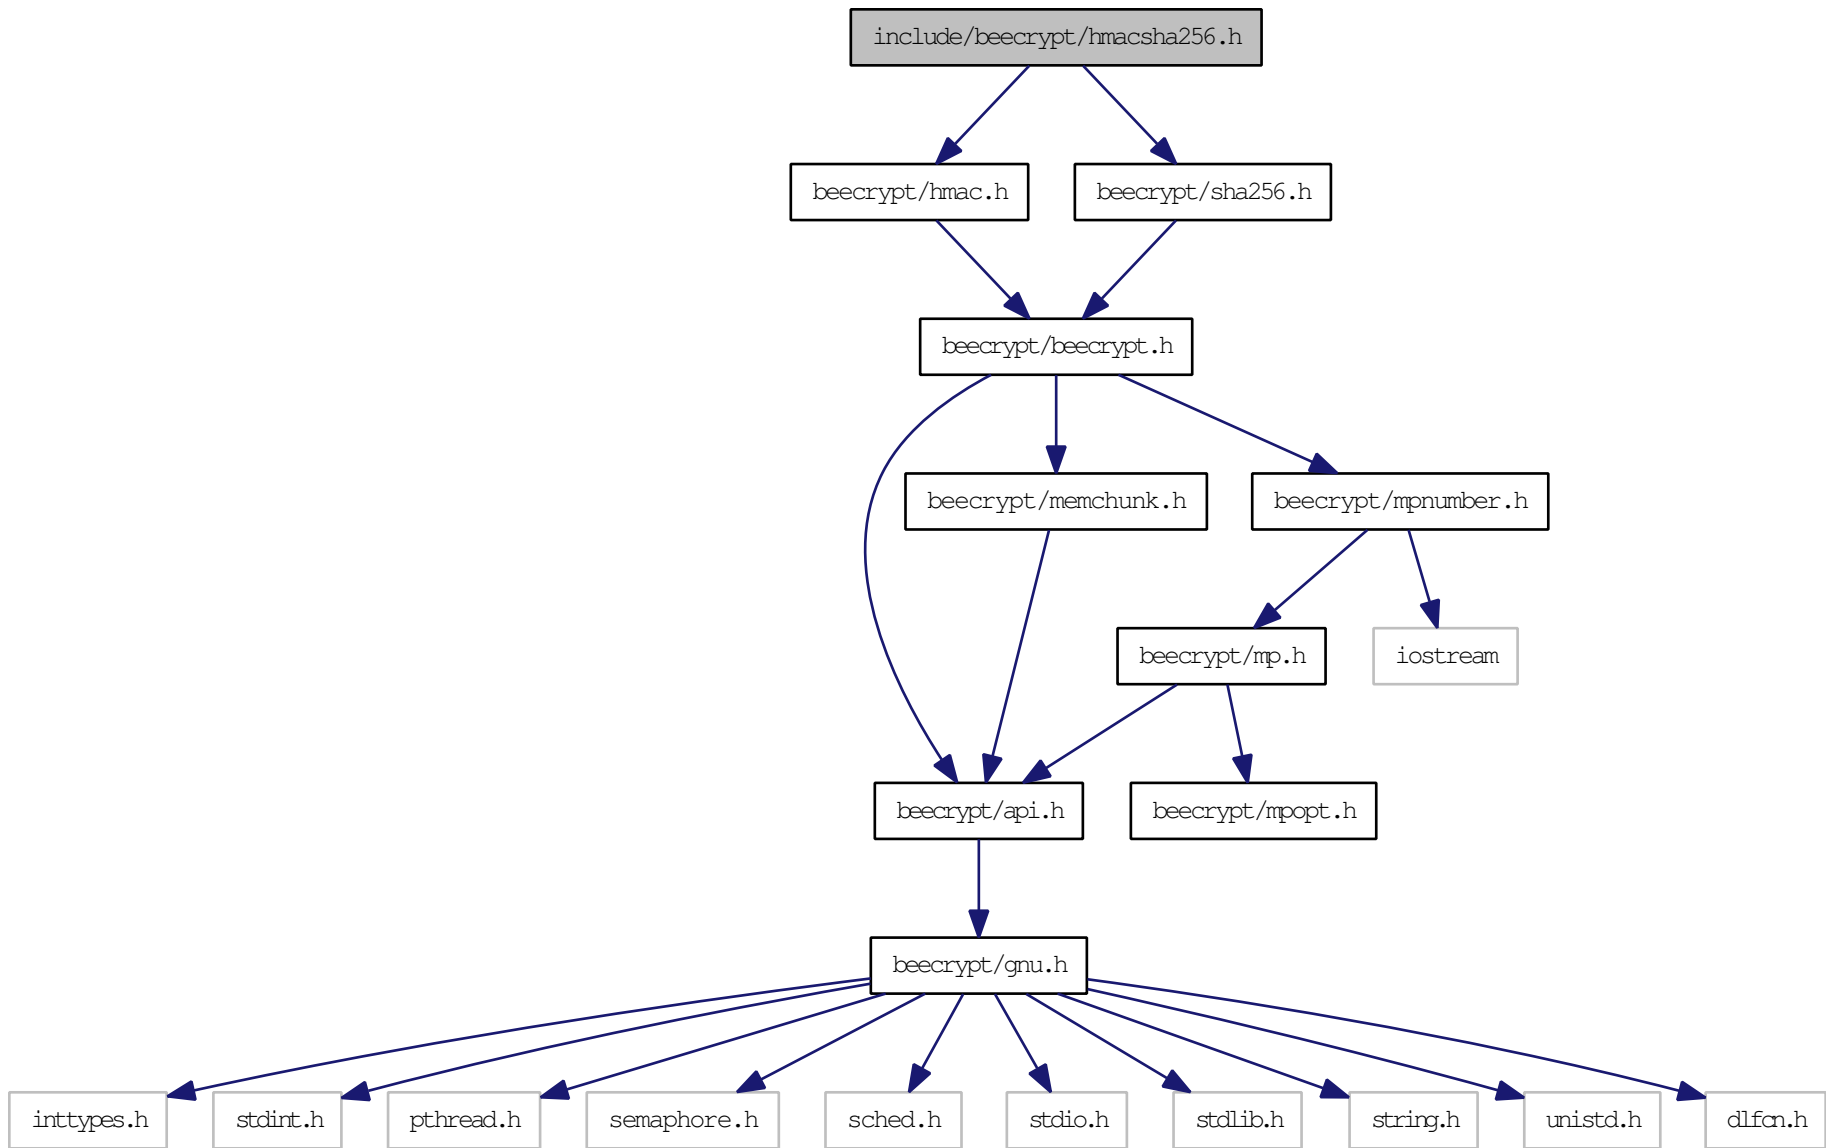 include/beecrypt/hmacsha256.h
beecrypt/hmac.h
beecrypt/sha256.h
beecrypt/beecrypt.h
beecrypt/memchunk.h
beecrypt/mpnumber.h
beecrypt/mp.h
iostream
beecrypt/api.h
beecrypt/mpopt.h
beecrypt/gnu.h
inttypes.h
stdint.h
pthread.h
semaphore.h
sched.h
stdio.h
stdlib.h
string.h
unistd.h
dlfcn.h